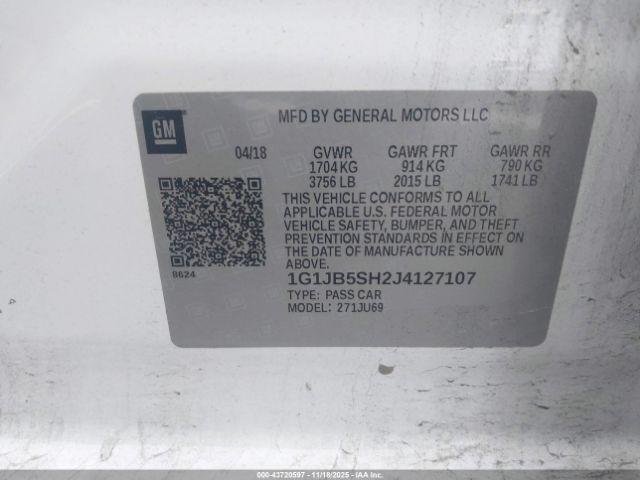 GM
MFD BY GENERAL MOTORS LLC
04/18 GVWR GAWR FRT GAWR RR
1704 KG 914 KG 790 KG
3756 LB 2015 LB 1741 LB
THIS VEHICLE CONFORMS TO ALL
APPLICABLE U.S. FEDERAL MOTOR
VEHICLE SAFETY, BUMPER, AND THEFT
PREVENTION STANDARDS IN EFFECT ON
THE DATE OF MANUFACTURE SHOWN
ABOVE.
8624
1G1JB5SH2J4127107
TYPE: PASS CAR
MODEL: 271JU69
000-43720597 - 11/18/2025 - IAAI.COM